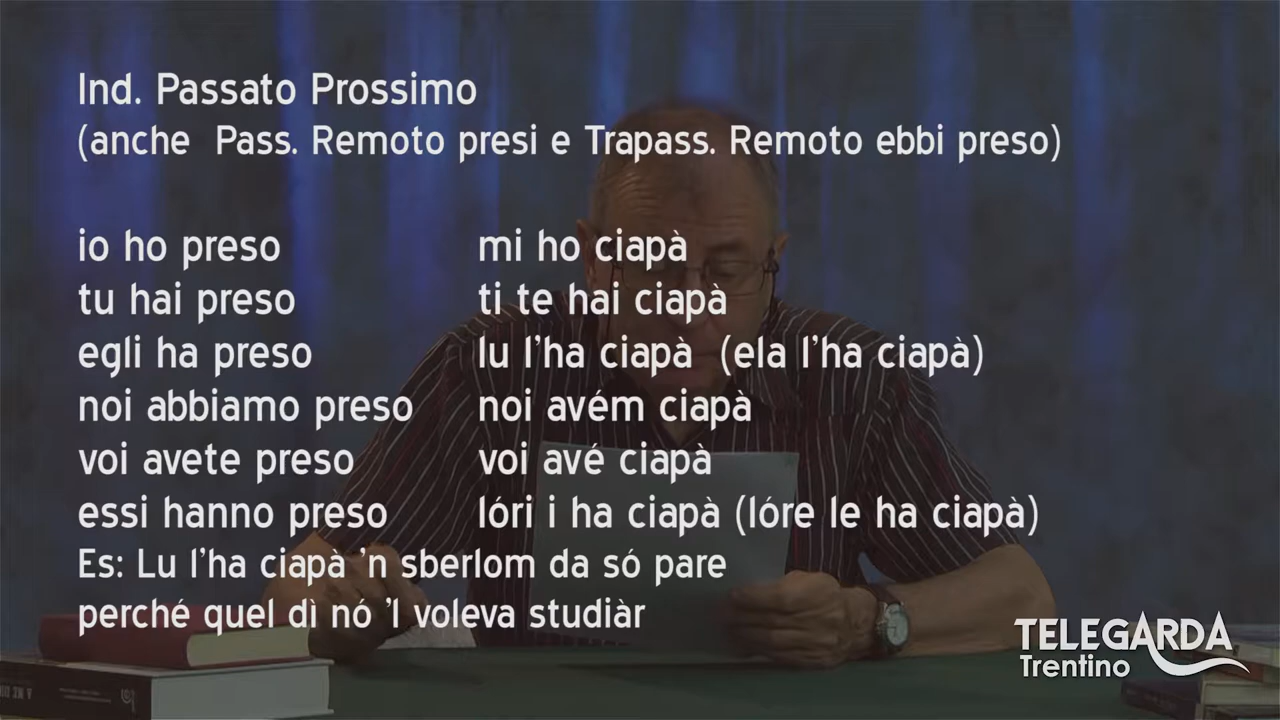 Ind. Passato Prossimo
(anche Pass. Remoto presi e Trapass. Remoto ebbi preso)
io ho preso mi ho ciapà
tu hai preso ti te hai ciapà
egli ha preso lu l'ha ciapà (ela l'ha ciapà)
noi abbiamo preso noi avém ciapà
voi avete preso voi avé ciapà
essi hanno preso lóri i ha ciapà (lóre le ha ciapà)
Es: Lu l'ha ciapà 'n sberlom da só pare
perché quel dì nó 'l voleva studiàr
TELEGARDA
Trentino